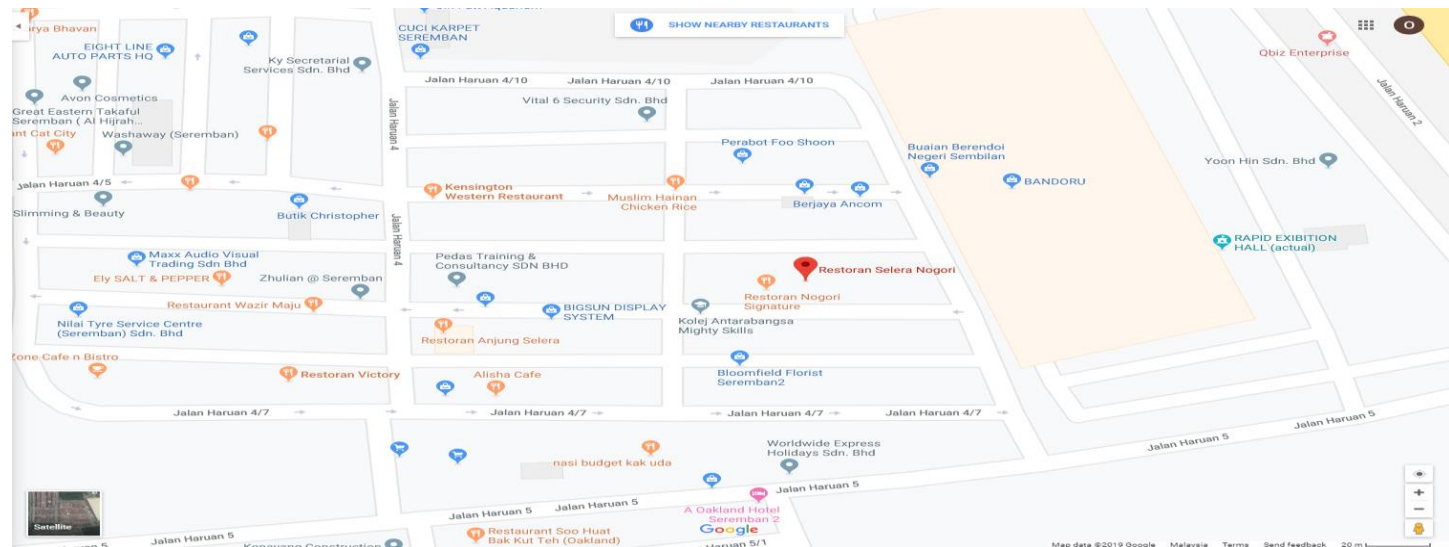 CUCI KARPET
SEREMBAN
SHOW NEARBY RESTAURANTS
O
Bhavan
EIGHT LINE
AUTO PARTS HQ
Ky Secretarial
Services Sdn. Bhd
Qbiz Enterprise
Jalan Haruan 2
Jalan Haruan 4/10
Jalan Haruan 4/10
Jalan Haruan 4/10
Avon Cosmetics
Great Eastern Takaful
Seremban ( Al Hijrah...
Vital 6 Security Sdn. Bhd
Jalan Haruan 4
Cat City
Washaway (Seremban)
Perabot Foo Shoon
Buaian Berendoi
Negeri Sembilan
Yoon Hin Sdn. Bhd
BANDORU
Jalan Haruan 4/5
Kensington
Western Restaurant
Muslim Hainan
Chicken Rice
Berjaya Ancom
Slimming & Beauty
Butik Christopher
Jalan Haruan 4
RAPID EXIBITION
HALL (actual)
Maxx Audio Visual
Trading Sdn Bhd
Pedas Training &
Consultancy SDN BHD
Restoran Selera Nogori
Ely SALT & PEPPER
Zhulian @ Seremban
Restoran Nogori
Signature
Restaurant Wazir Maju
BIGSUN DISPLAY
SYSTEM
Kolej Antarabangsa
Mighty Skills
Nilai Tyre Service Centre
(Seremban) Sdn. Bhd
Restoran Anjung Selera
Zone Cafe n Bistro
Restoran Victory
Alisha Cafe
Bloomfield Florist
Seremban2
Jalan Haruan 4/7
Jalan Haruan 4/7
Jalan Haruan 4/7
Jalan Haruan 4/7
Jalan Haruan 5
Jalan Haruan 5
Worldwide Express
Holidays Sdn. Bhd
nasi budget kak uda
Jalan Haruan 5
Jalan Haruan 5
Jalan Haruan 5
A Oakland Hotel
Seremban 2
Satellite
Google
Restaurant Soo Huat
Bak Kut Teh (Oakland)
Jalan Haruan 5
Haruan 5/1
Kenayang Construction
Map data ©2019 Google
Malaysia
Terms
Send feedback
20 m